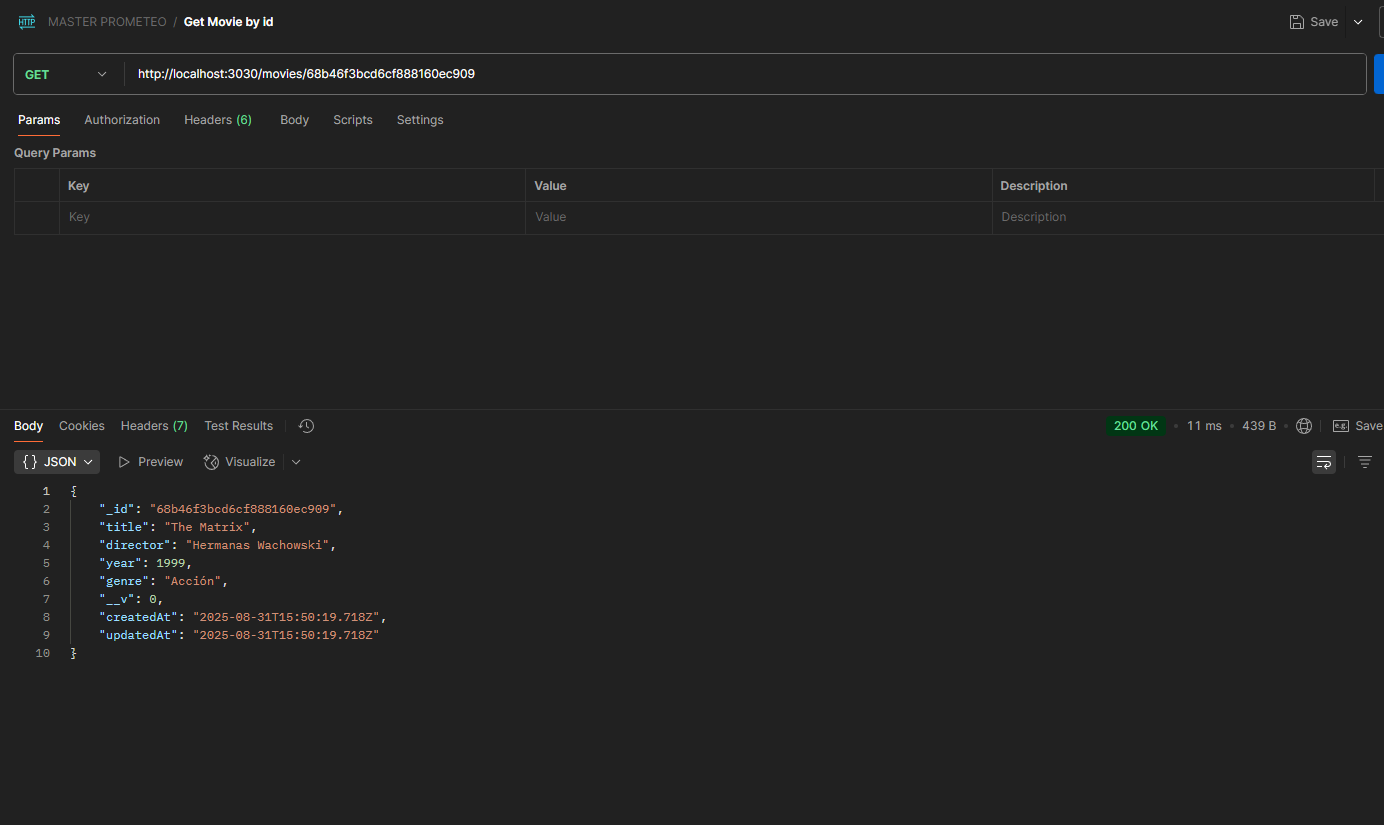 HTTP MASTER PROMETEO / Get Movie by id Save
GET http://localhost:3030/movies/68b46f3bcd6cf888160ec909
Params Authorization Headers (6) Body Scripts Settings
Query Params
Key Value Description
Key Value Description
Body Cookies Headers (7) Test Results 200 OK • 11 ms • 439 B • e.g. Save
{} JSON Preview Visualize
1 {
2 "_id": "68b46f3bcd6cf888160ec909",
3 "title": "The Matrix",
4 "director": "Hermanas Wachowski",
5 "year": 1999,
6 "genre": "Acción",
7 "__v": 0,
8 "createdAt": "2025-08-31T15:50:19.718Z",
9 "updatedAt": "2025-08-31T15:50:19.718Z"
10 }